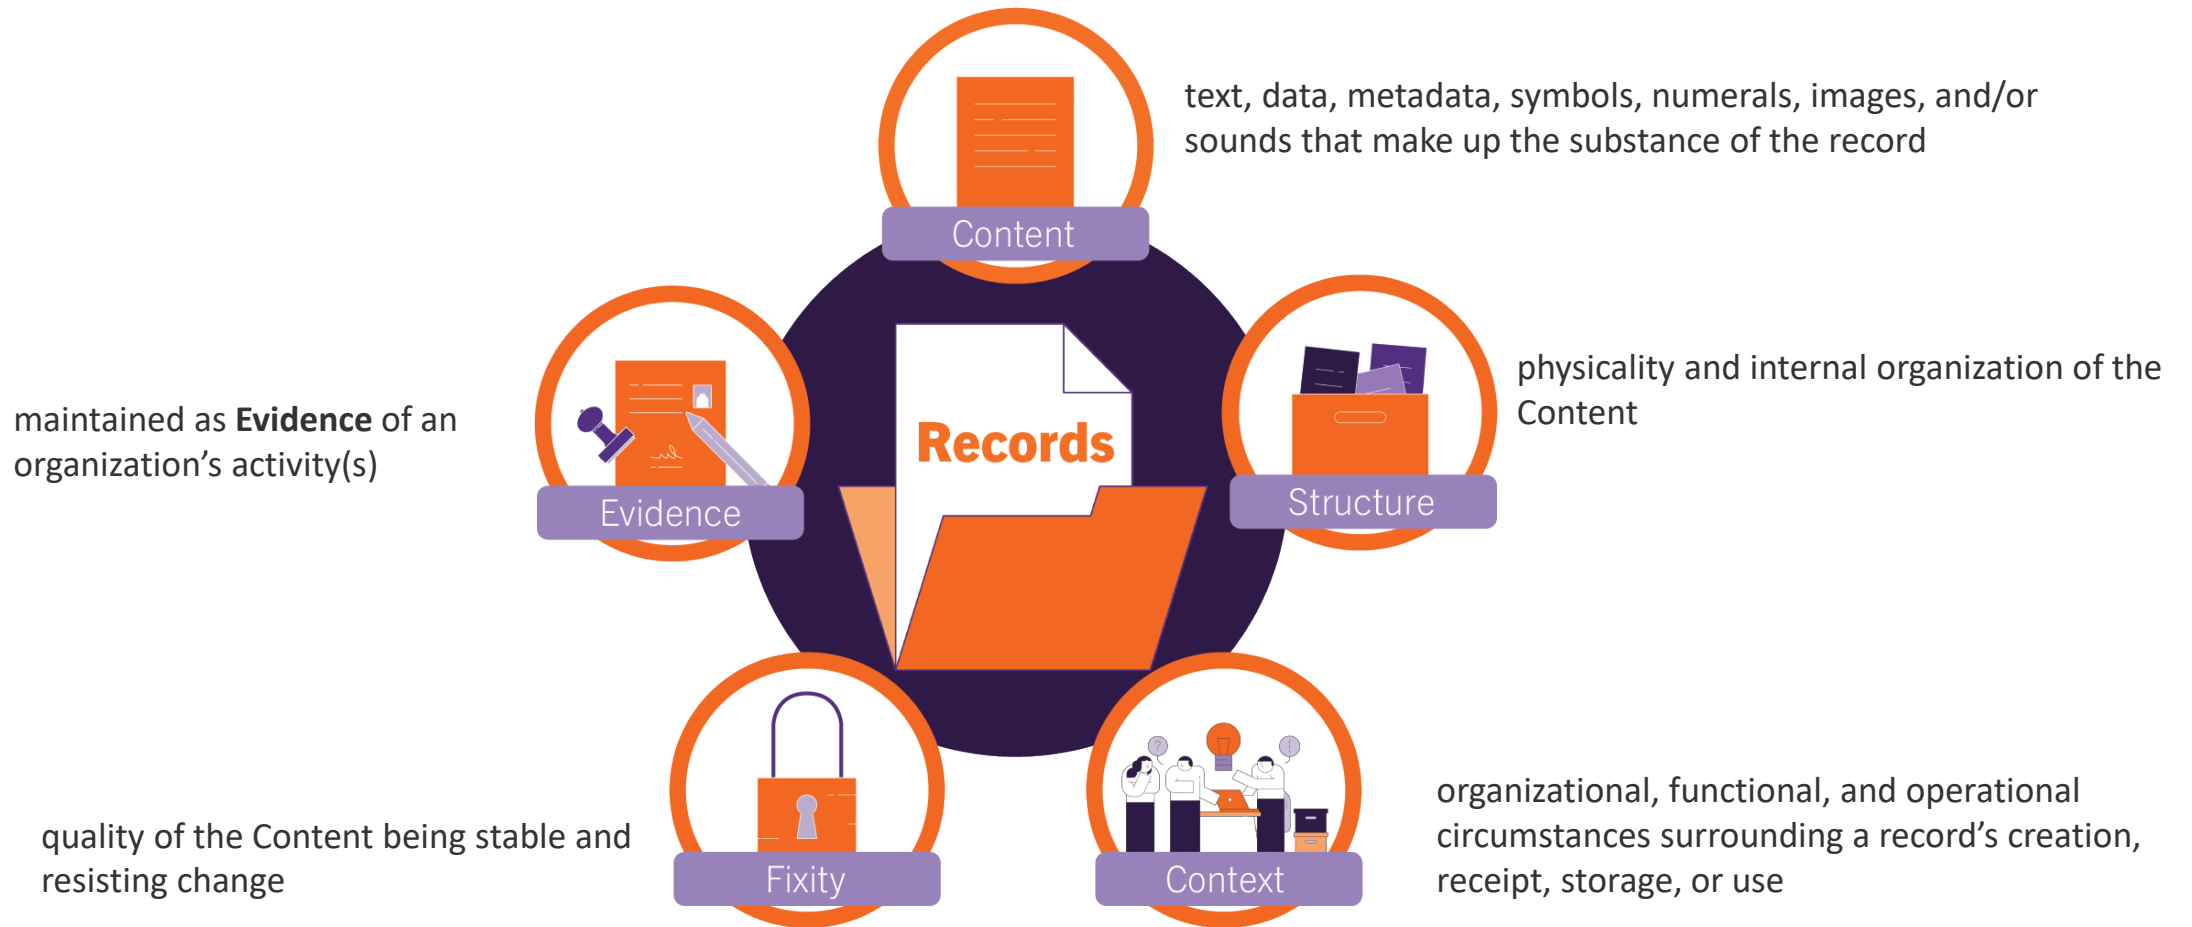 text, data, metadata, symbols, numerals, images, and/or
sounds that make up the substance of the record
Content
Records
physicality and internal organization of the
Content
Structure
maintained as Evidence of an
organization’s activity(s)
Evidence
quality of the Content being stable and
resisting change
Fixity
?
!
organizational, functional, and operational
circumstances surrounding a record’s creation,
receipt, storage, or use
Context